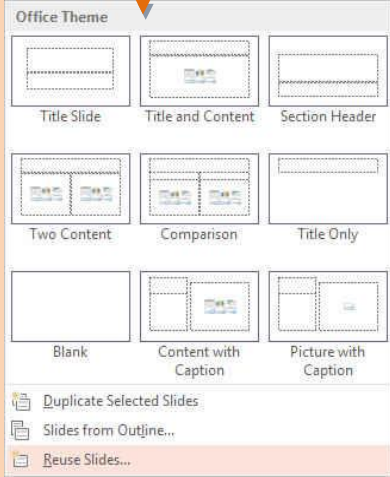 Office Theme
Title Slide
Title and Content
Section Header
Two Content
Comparison
Title Only
Blank
Content with
Caption
Picture with
Caption
Duplicate Selected Slides
Slides from Outline...
Reuse Slides...